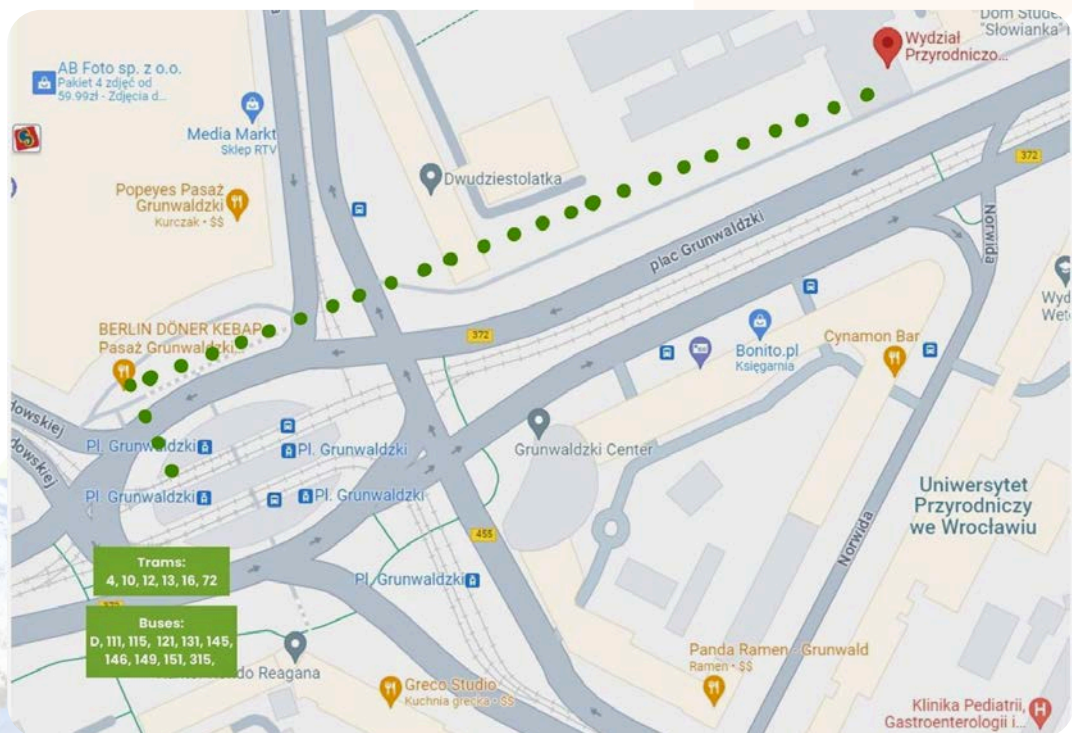 Dom Stude
"Słowianka"
Wydział
Przyrodniczo...
AB Foto sp. z o.o.
Pakiet 4 zdjęć od
59.99zł - Zdjęcia d...
Media Markt
Sklep RTV
Popeyes Pasaż
Grunwaldzki
Kurczak • $$
Dwudziestolatka
372
plac Grunwaldzki
Norwida
Wyd
Wet
372
BERLIN DÖNER KEBAP
Pasaż Grunwaldzki...
Bonito.pl
Księgarnia
Cynamon Bar
dowskiej
dowskiej
Pl. Grunwaldzki
Pl. Grunwaldzki
Pl. Grunwaldzki
Pl. Grunwaldzki
Grunwaldzki Center
Uniwersytet
Przyrodniczy
we Wrocławiu
Norwida
455
Trams:
4, 10, 12, 13, 16, 72
Pl. Grunwaldzki
Buses:
D, 111, 115, 121, 131, 145,
146, 149, 151, 315,
Reagana
Panda Ramen - Grunwald
Ramen • $$
Greco Studio
Kuchnia grecka • $$
Klinika Pediatrii,
Gastroenterologii i...